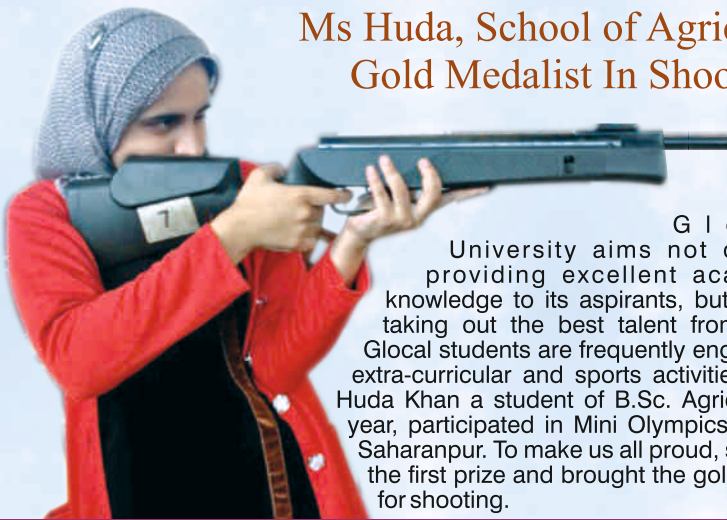 Ms Huda, School of Agric
Gold Medalist In Shoo
7
G l
University aims not
providing excellent aca
knowledge to its aspirants, but
taking out the best talent from
Glocal students are frequently eng
extra-curricular and sports activitie
Huda Khan a student of B.Sc. Agric
year, participated in Mini Olympics
Saharanpur. To make us all proud, s
the first prize and brought the gol
for shooting.